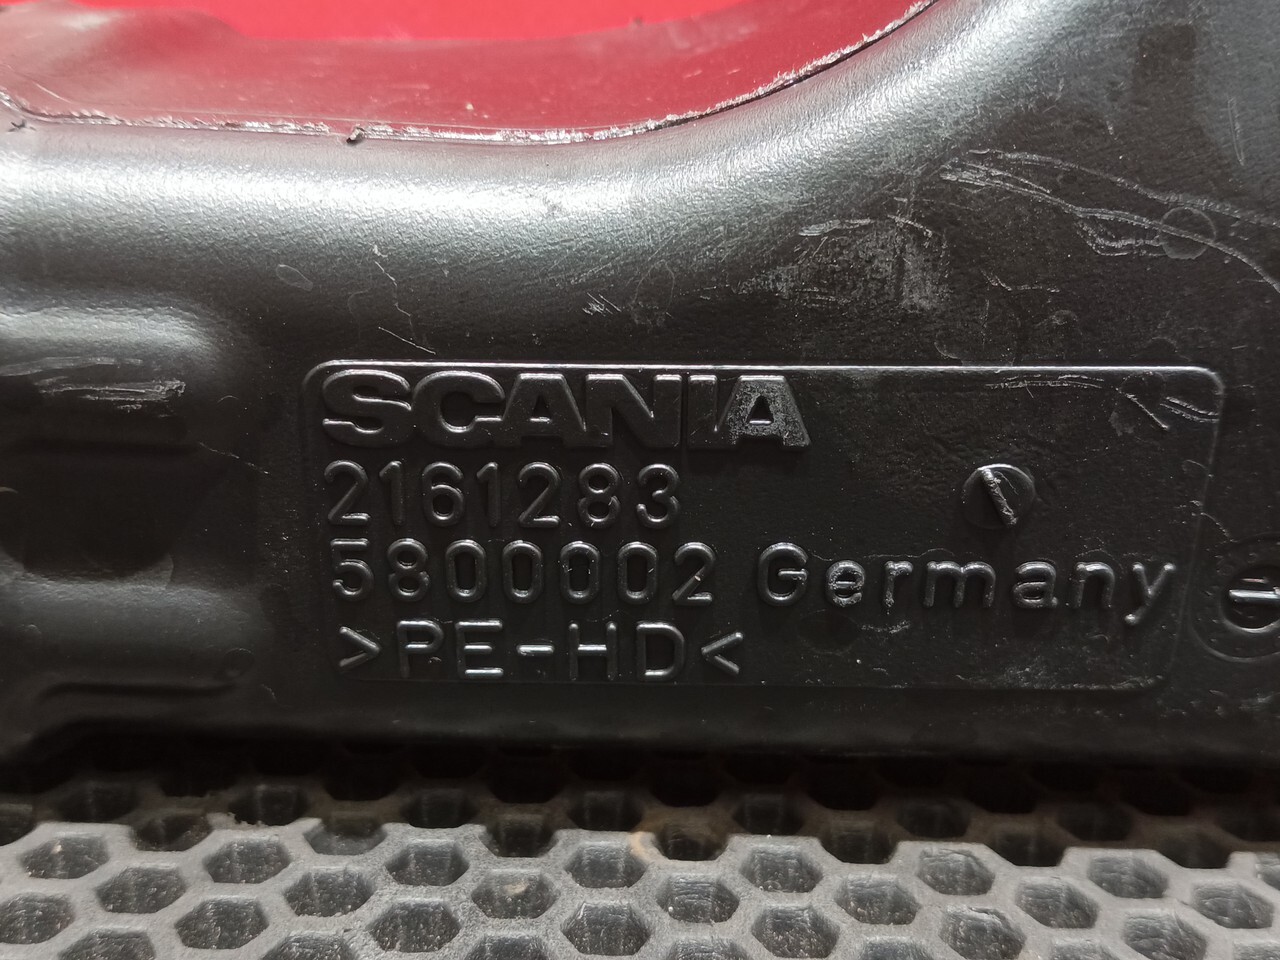 SCANIA
2161283
5800002 Germany
>PE-HD<